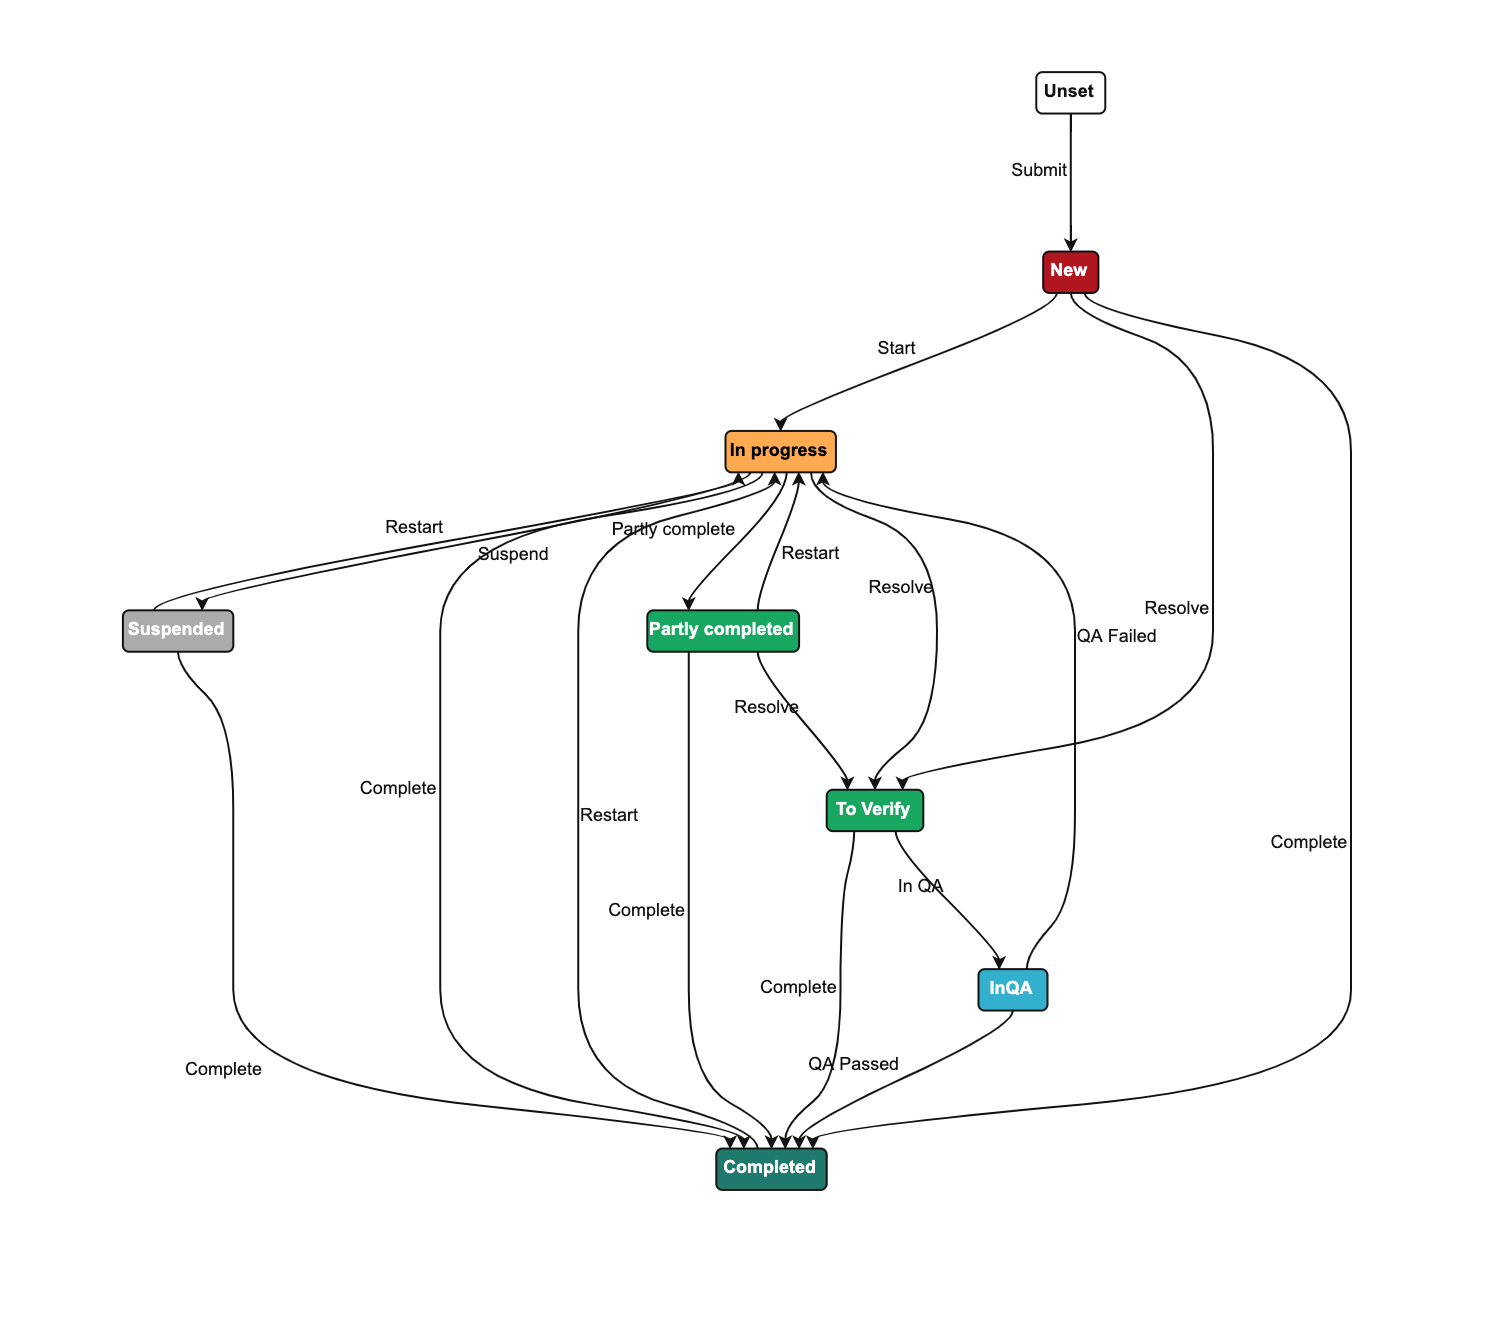 Unset
Submit
New
Start
In progress
Restart
Partly complete
Suspend
Restart
Resolve
Resolve
Suspended
Partly completed
QA Failed
Resolve
Complete
To Verify
Restart
Complete
In QA
Complete
Complete
InQA
QA Passed
Complete
Completed